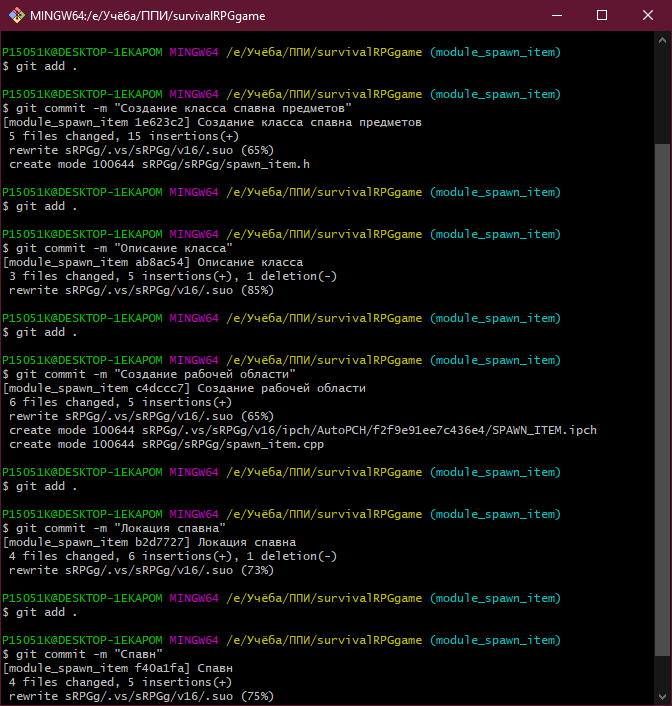 MINGW64:/e/Учёба/ППИ/survivalRPGgame
P15051K@DESKTOP-1EKAPOM MINGW64 /e/Учёба/ППИ/survivalRPGgame (module_spawn_item)
$ git add .
P15051K@DESKTOP-1EKAPOM MINGW64 /e/Учёба/ППИ/survivalRPGgame (module_spawn_item)
$ git commit -m "Создание класса спавна предметов"
[module_spawn_item 1e623c2] Создание класса спавна предметов
 5 files changed, 15 insertions(+)
 rewrite sRPGg/.vs/sRPGg/v16/.suo (65%)
 create mode 100644 sRPGg/sRPGg/spawn_item.h
P15051K@DESKTOP-1EKAPOM MINGW64 /e/Учёба/ППИ/survivalRPGgame (module_spawn_item)
$ git add .
P15051K@DESKTOP-1EKAPOM MINGW64 /e/Учёба/ППИ/survivalRPGgame (module_spawn_item)
$ git commit -m "Описание класса"
[module_spawn_item ab8ac54] Описание класса
 3 files changed, 5 insertions(+), 1 deletion(-)
 rewrite sRPGg/.vs/sRPGg/v16/.suo (85%)
P15051K@DESKTOP-1EKAPOM MINGW64 /e/Учёба/ППИ/survivalRPGgame (module_spawn_item)
$ git add .
P15051K@DESKTOP-1EKAPOM MINGW64 /e/Учёба/ППИ/survivalRPGgame (module_spawn_item)
$ git commit -m "Создание рабочей области"
[module_spawn_item c4dccc7] Создание рабочей области
 6 files changed, 5 insertions(+)
 rewrite sRPGg/.vs/sRPGg/v16/.suo (65%)
 create mode 100644 sRPGg/.vs/sRPGg/v16/ipch/AutoPCH/f2f9e91ee7c436e4/SPAWN_ITEM.ipch
 create mode 100644 sRPGg/sRPGg/spawn_item.cpp
P15051K@DESKTOP-1EKAPOM MINGW64 /e/Учёба/ППИ/survivalRPGgame (module_spawn_item)
$ git add .
P15051K@DESKTOP-1EKAPOM MINGW64 /e/Учёба/ППИ/survivalRPGgame (module_spawn_item)
$ git commit -m "Локация спавна"
[module_spawn_item b2d7727] Локация спавна
 4 files changed, 6 insertions(+), 1 deletion(-)
 rewrite sRPGg/.vs/sRPGg/v16/.suo (73%)
P15051K@DESKTOP-1EKAPOM MINGW64 /e/Учёба/ППИ/survivalRPGgame (module_spawn_item)
$ git add .
P15051K@DESKTOP-1EKAPOM MINGW64 /e/Учёба/ППИ/survivalRPGgame (module_spawn_item)
$ git commit -m "Спавн"
[module_spawn_item f40a1fa] Спавн
 4 files changed, 5 insertions(+)
 rewrite sRPGg/.vs/sRPGg/v16/.suo (75%)